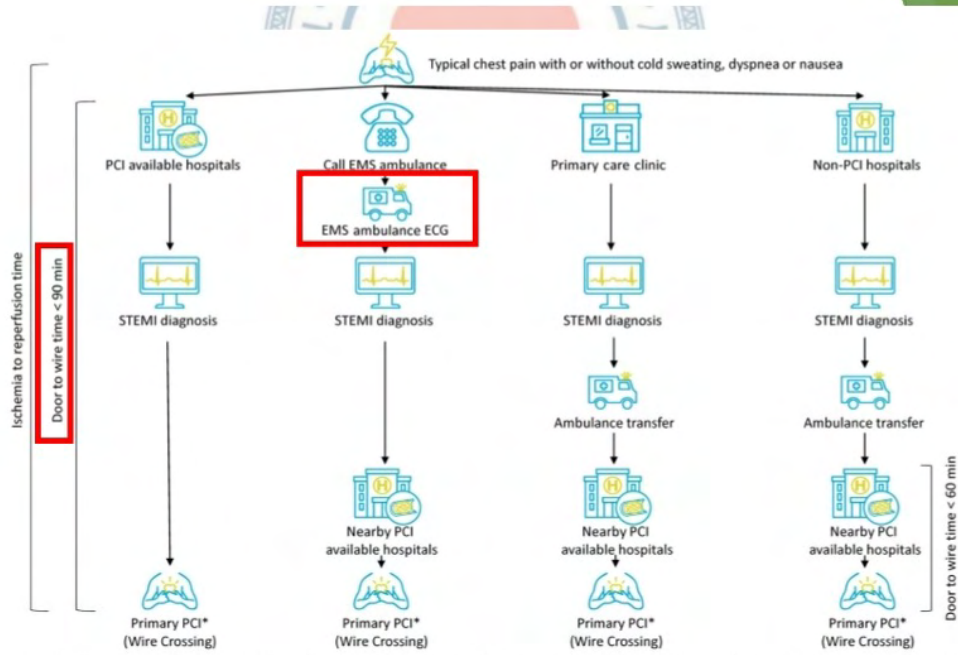 Typical chest pain with or without cold sweating, dyspnea or nausea
PCI available hospitals
Call EMS ambulance
Primary care clinic
Non-PCI hospitals
EMS ambulance ECG
Ischemia to reperfusion time
Door to wire time < 90 min
STEMI diagnosis
STEMI diagnosis
STEMI diagnosis
STEMI diagnosis
Ambulance transfer
Ambulance transfer
Nearby PCI
available hospitals
Nearby PCI
available hospitals
Nearby PCI
available hospitals
Door to wire time < 60 min
Primary PCI*
(Wire Crossing)
Primary PCI*
(Wire Crossing)
Primary PCI*
(Wire Crossing)
Primary PCI*
(Wire Crossing)